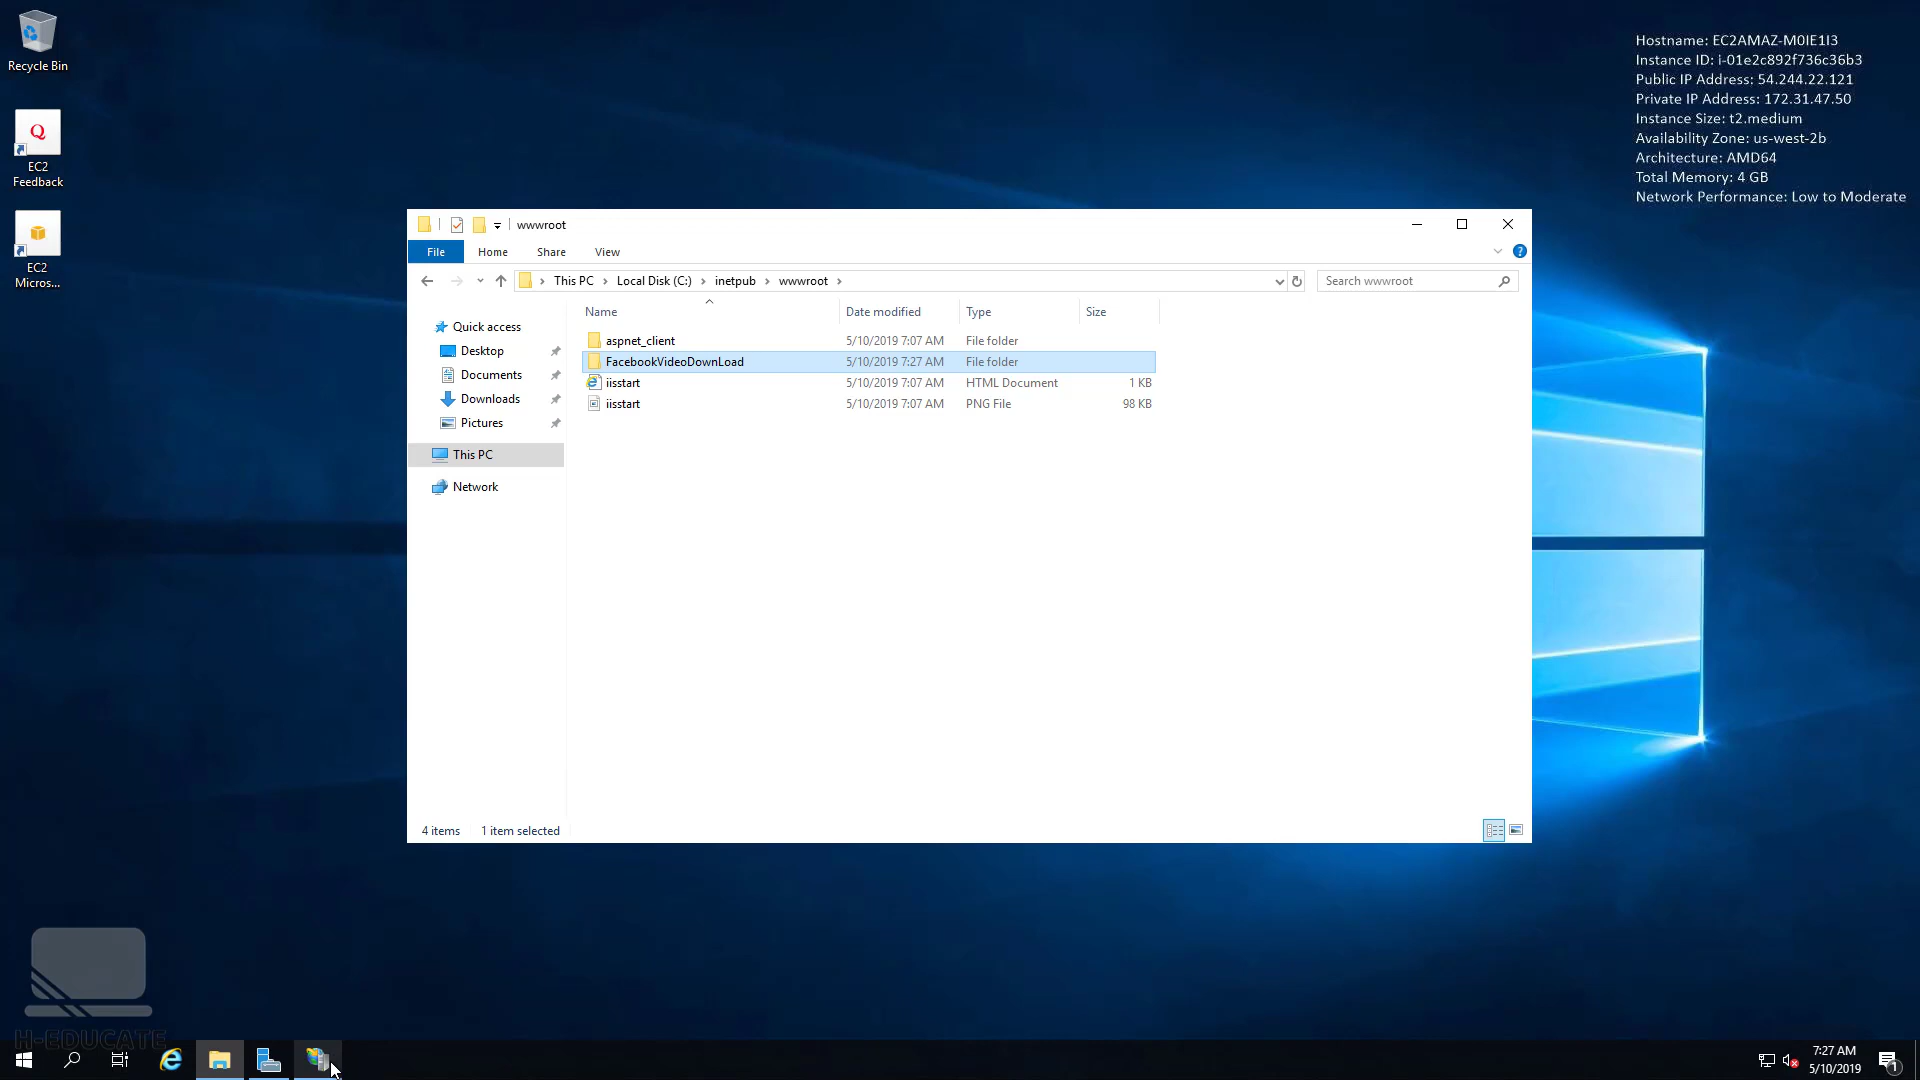 Recycle Bin
EC2
Feedback
EC2
Micros...
Hostname: EC2AMAZ-M0IE1I3
Instance ID: i-01e2c892f736c36b3
Public IP Address: 54.244.22.121
Private IP Address: 172.31.47.50
Instance Size: t2.medium
Availability Zone: us-west-2b
Architecture: AMD64
Total Memory: 4 GB
Network Performance: Low to Moderate
wwwroot
File Home Share View
This PC Local Disk (C:) inetpub wwwroot Search wwwroot
Name Date modified Type Size
Quick access
Desktop
Documents
Downloads
Pictures
This PC
Network
aspnet_client 5/10/2019 7:07 AM File folder
FacebookVideoDownLoad 5/10/2019 7:27 AM File folder
iisstart 5/10/2019 7:07 AM HTML Document 1 KB
iisstart 5/10/2019 7:07 AM PNG File 98 KB
4 items 1 item selected
H-EDUCATE
7:27 AM
5/10/2019
1